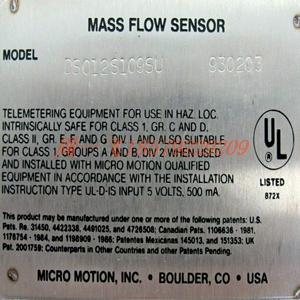 MASS FLOW SENSOR
MODEL DS012S109SU 930203
TELEMETERING EQUIPMENT FOR USE IN HAZ. LOC.
INTRINSICALLY SAFE FOR CLASS 1, GR. C AND D.
CLASS II, GR. E, F, AND G DIV. I AND ALSO SUITABLE
FOR CLASS I, GROUPS A AND B, DIV 2 WHEN USED
AND INSTALLED WITH MICRO MOTION QUALIFIED
EQUIPMENT IN ACCORDANCE WITH THE INSTALLATION
INSTRUCTION TYPE UL-D-IS INPUT 5 VOLTS, 500 mA.
UL
LISTED
872X
This product may be manufactured under one or more of the following patents: U.S.
Pats. Re. 31450, 4422338, 4491025, and 4726508; Canadian Pats. 1106636 - 1981,
1176754 - 1984, and 1198909 - 1986; Patentes Mexicanas 145013, and 151353; UK
Pat. 2001759; Counterparts in Other Countries and other Patents Pending.
MICRO MOTION, INC. • BOULDER, CO • USA